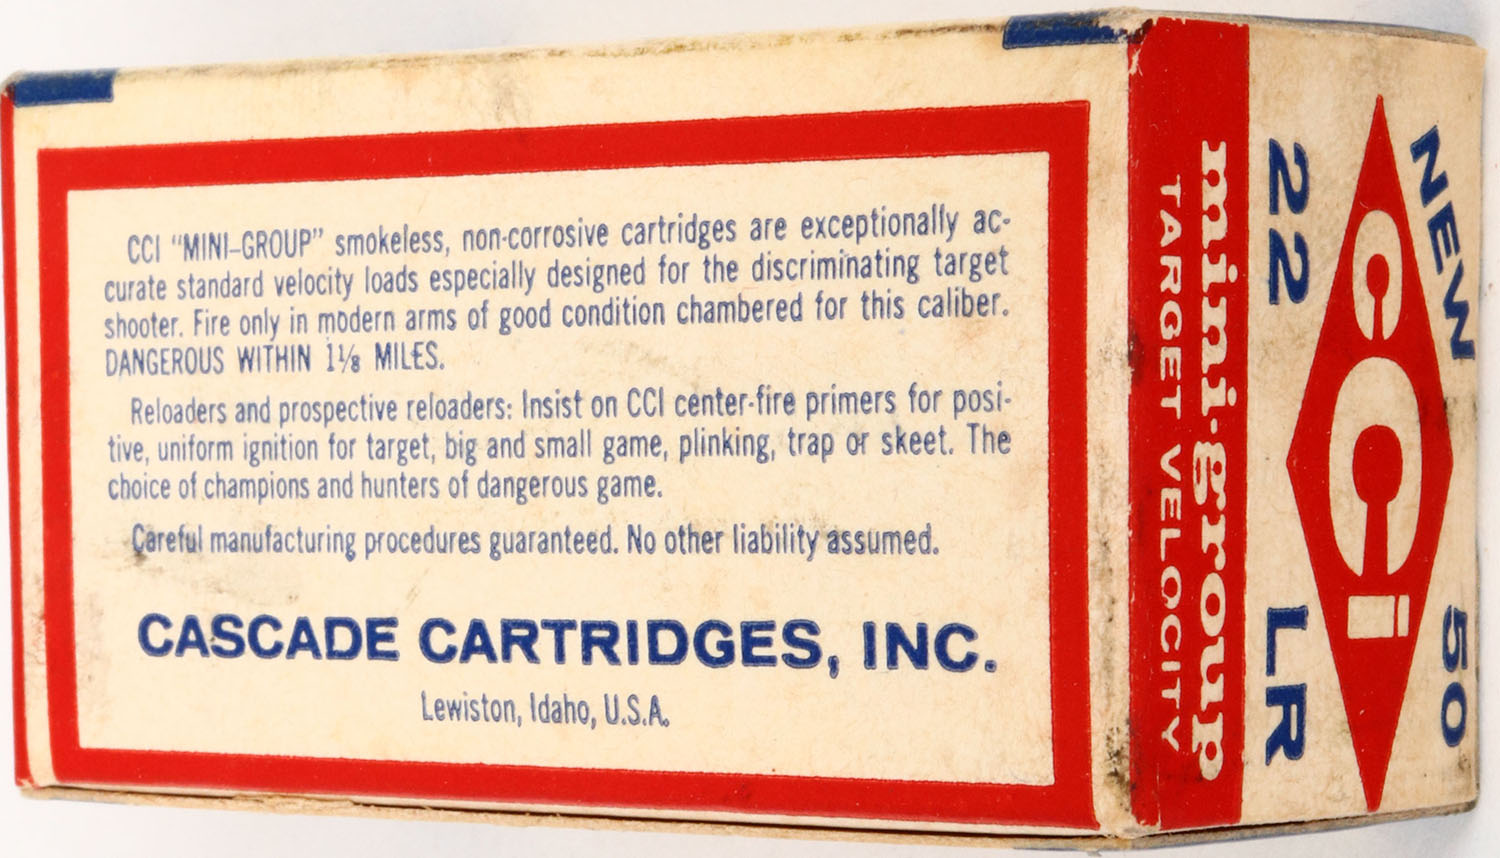 CCI "MINI-GROUP" smokeless, non-corrosive cartridges are exceptionally ac-
curate standard velocity loads especially designed for the discriminating target
shooter. Fire only in modern arms of good condition chambered for this caliber.
DANGEROUS WITHIN 1⅛ MILES.
Reloaders and prospective reloaders: Insist on CCI center-fire primers for posi-
tive, uniform ignition for target, big and small game, plinking, trap or skeet. The
choice of champions and hunters of dangerous game.
Careful manufacturing procedures guaranteed. No other liability assumed.
CASCADE CARTRIDGES, INC.
Lewiston, Idaho, U.S.A.
NEW 50
CCI
22 LR
mini-group
TARGET VELOCITY